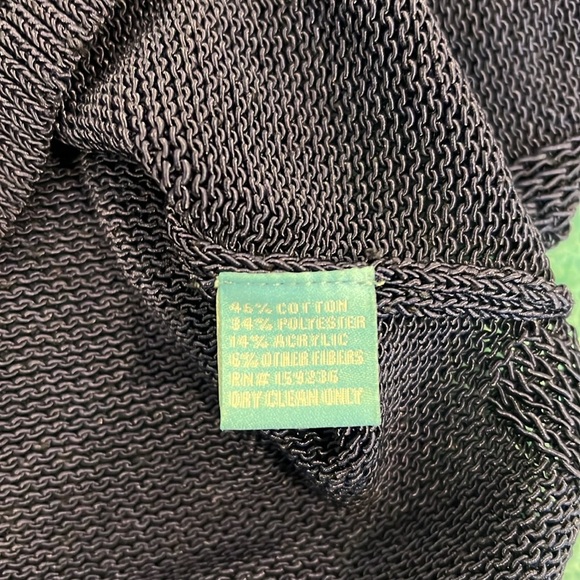 46% COTTON
34% POLYESTER
14% ACRYLIC
6% OTHER FIBERS
RN# 159236
DRY CLEAN ONLY